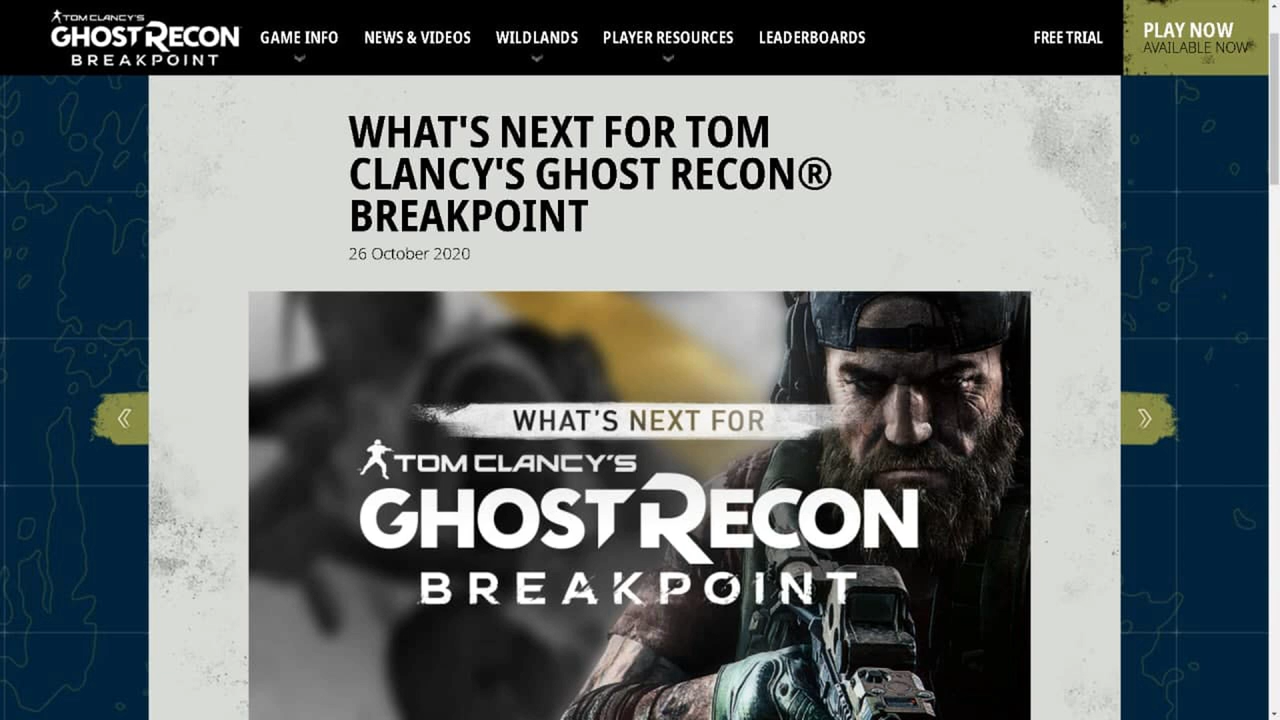 TOM CLANCY'S
GHOST RECON
BREAKPOINT
GAME INFO
NEWS & VIDEOS
WILDLANDS
PLAYER RESOURCES
LEADERBOARDS
FREE TRIAL
PLAY NOW
AVAILABLE NOW
WHAT'S NEXT FOR TOM
CLANCY'S GHOST RECON®
BREAKPOINT
26 October 2020
WHAT'S NEXT FOR
TOM CLANCY'S
GHOST RECON
BREAKPOINT